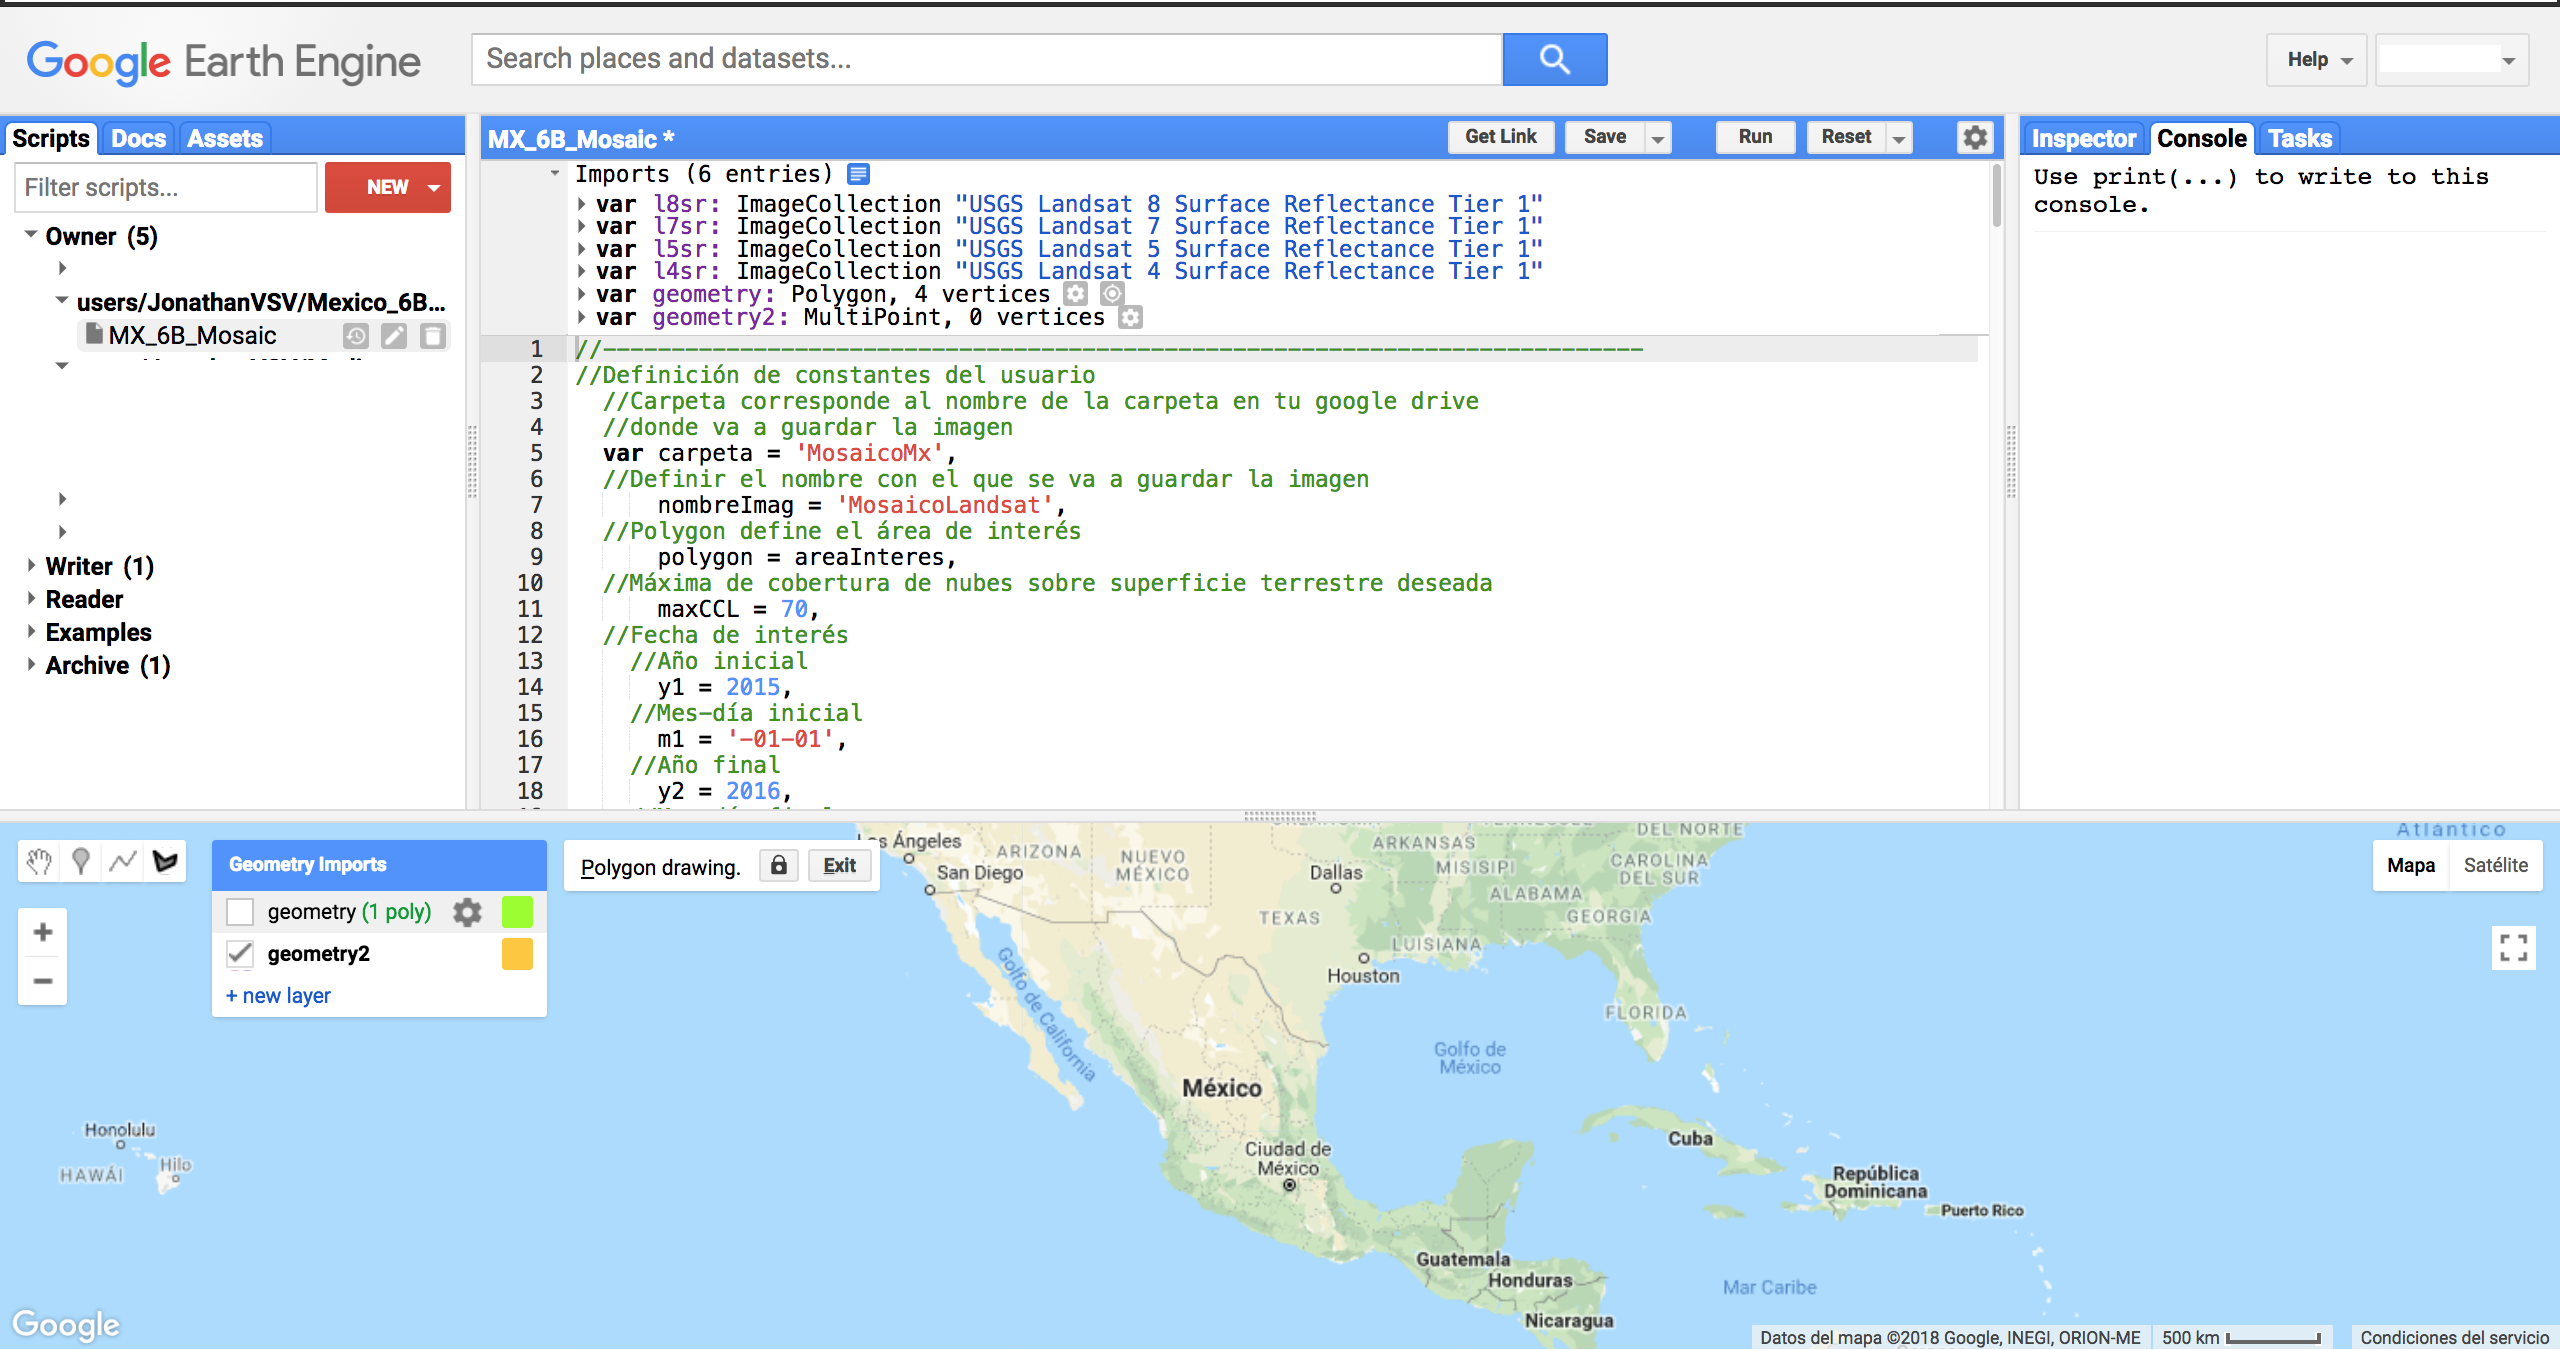 Google Earth Engine
Search places and datasets...
Help
Scripts Docs Assets
Filter scripts...
NEW
Owner (5)
users/JonathanVSV/Mexico_6B...
MX_6B_Mosaic
Writer (1)
Reader
Examples
Archive (1)
MX_6B_Mosaic *
Get Link Save Run Reset
Imports (6 entries)
var l8sr: ImageCollection "USGS Landsat 8 Surface Reflectance Tier 1"
var l7sr: ImageCollection "USGS Landsat 7 Surface Reflectance Tier 1"
var l5sr: ImageCollection "USGS Landsat 5 Surface Reflectance Tier 1"
var l4sr: ImageCollection "USGS Landsat 4 Surface Reflectance Tier 1"
var geometry: Polygon, 4 vertices
var geometry2: MultiPoint, 0 vertices
1 //----------------------------------------------------------------------------
2 //Definición de constantes del usuario
3 //Carpeta corresponde al nombre de la carpeta en tu google drive
4 //donde va a guardar la imagen
5 var carpeta = 'MosaicoMx',
6 //Definir el nombre con el que se va a guardar la imagen
7 nombreImag = 'MosaicoLandsat',
8 //Polygon define el área de interés
9 polygon = areaInteres,
10 //Máxima de cobertura de nubes sobre superficie terrestre deseada
11 maxCCL = 70,
12 //Fecha de interés
13 //Año inicial
14 y1 = 2015,
15 //Mes-día inicial
16 m1 = '-01-01',
17 //Año final
18 y2 = 2016,
Inspector Console Tasks
Use print(...) to write to this
console.
Geometry Imports
geometry (1 poly)
geometry2
+ new layer
Polygon drawing. Exit
Mapa Satélite
Atlántico
DEL NORTE
ARKANSAS
ARIZONA
NUEVO
MÉXICO
San Diego
Dallas
MISISIPI
CAROLINA
DEL SUR
ALABAMA
TEXAS
GEORGIA
LUISIANA
Houston
FLORIDA
Golfo de California
Golfo de
México
México
Honolulu
Hilo
HAWÁI
Ciudad de
México
Cuba
República
Dominicana
Puerto Rico
Guatemala
Honduras
Mar Caribe
Nicaragua
Google
Datos del mapa ©2018 Google, INEGI, ORION-ME 500 km Condiciones del servicio